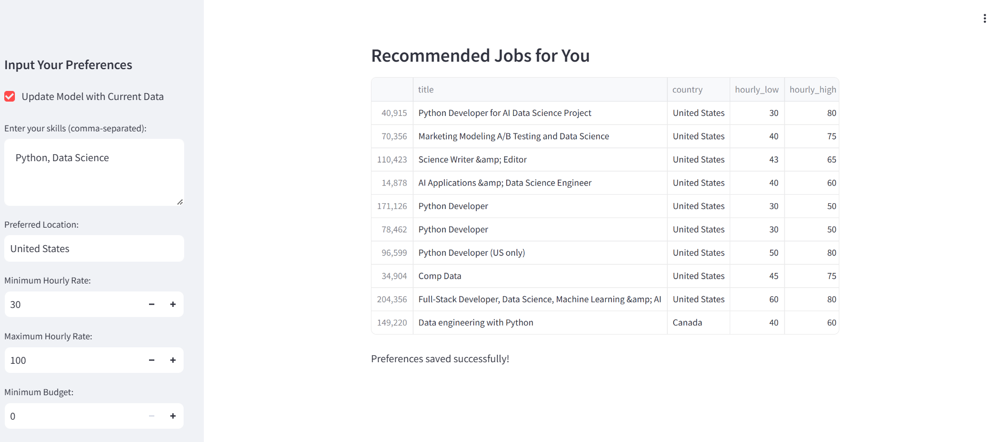 Input Your Preferences
Update Model with Current Data
Enter your skills (comma-separated):
Python, Data Science
Preferred Location:
United States
Minimum Hourly Rate:
30
Maximum Hourly Rate:
100
Minimum Budget:
0
Recommended Jobs for You
title country hourly_low hourly_high
40,915 Python Developer for AI Data Science Project United States 30 80
70,356 Marketing Modeling A/B Testing and Data Science United States 40 75
110,423 Science Writer &amp; Editor United States 43 65
14,878 AI Applications &amp; Data Science Engineer United States 40 60
171,126 Python Developer United States 30 50
78,462 Python Developer United States 30 50
96,599 Python Developer (US only) United States 50 80
34,904 Comp Data United States 45 75
204,356 Full-Stack Developer, Data Science, Machine Learning &amp; AI United States 60 80
149,220 Data engineering with Python Canada 40 60
Preferences saved successfully!